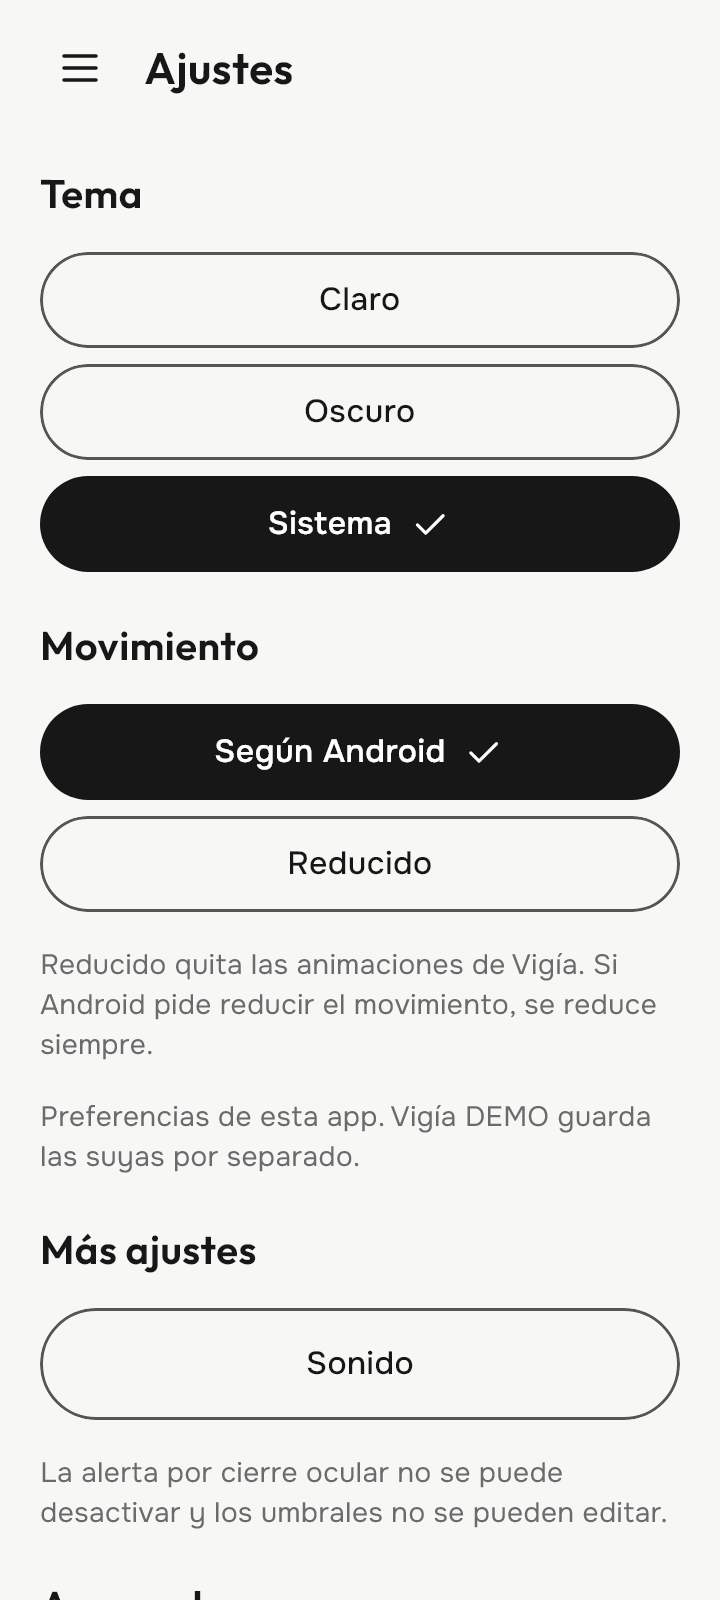 Ajustes
Tema
Claro
Oscuro
Sistema
Movimiento
Según Android
Reducido
Reducido quita las animaciones de Vigía. Si
Android pide reducir el movimiento, se reduce
siempre.
Preferencias de esta app. Vigía DEMO guarda
las suyas por separado.
Más ajustes
Sonido
La alerta por cierre ocular no se puede
desactivar y los umbrales no se pueden editar.